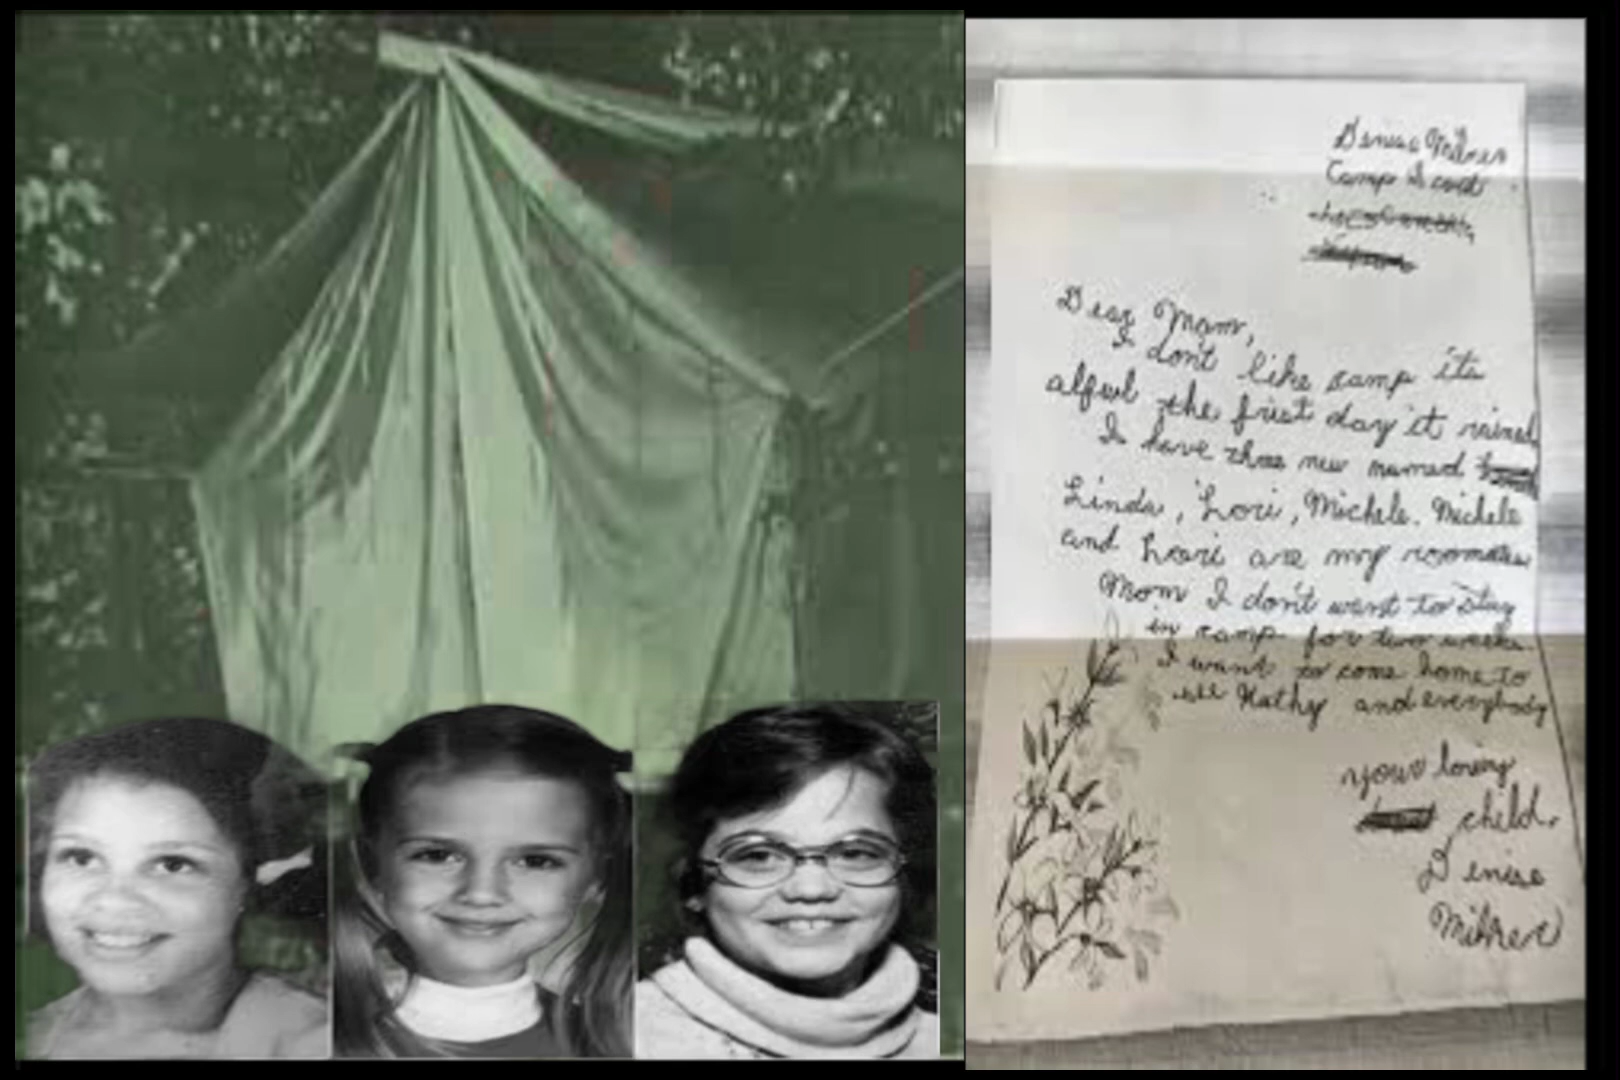 Denise Milner
Camp Scott
Dear Mom,
I don't like camp its
alful the frist day it rained
I have three new named
Linda, Lori, Michele. Michele
and Lori are my roomates
Mom I don't want to stay
in camp for two weeks
I want to come home to
see Kathy and everybody
your loving
child.
Denise
Milner